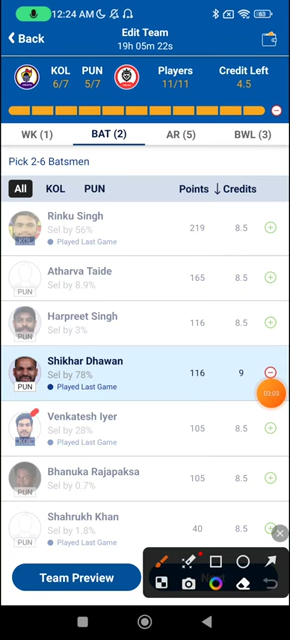 12:24 AM
63
Back
Edit Team
19h 05m 22s
KOL
6/7
PUN
5/7
Players
11/11
Credit Left
4.5
WK (1)
BAT (2)
AR (5)
BWL (3)
Pick 2-6 Batsmen
All
KOL
PUN
Points
↓ Credits
Rinku Singh
Sel by 56%
Played Last Game
KOL
219
8.5
Atharva Taide
Sel by 8.9%
PUN
165
8.5
Harpreet Singh
Sel by 3%
PUN
116
8.5
Shikhar Dhawan
Sel by 78%
Played Last Game
PUN
116
9
03:03
Venkatesh Iyer
Sel by 28%
Played Last Game
KOL
105
8.5
Bhanuka Rajapaksa
Sel by 0.7%
PUN
105
8.5
Shahrukh Khan
Sel by 1.8%
Played Last Game
PUN
40
8.5
Team Preview